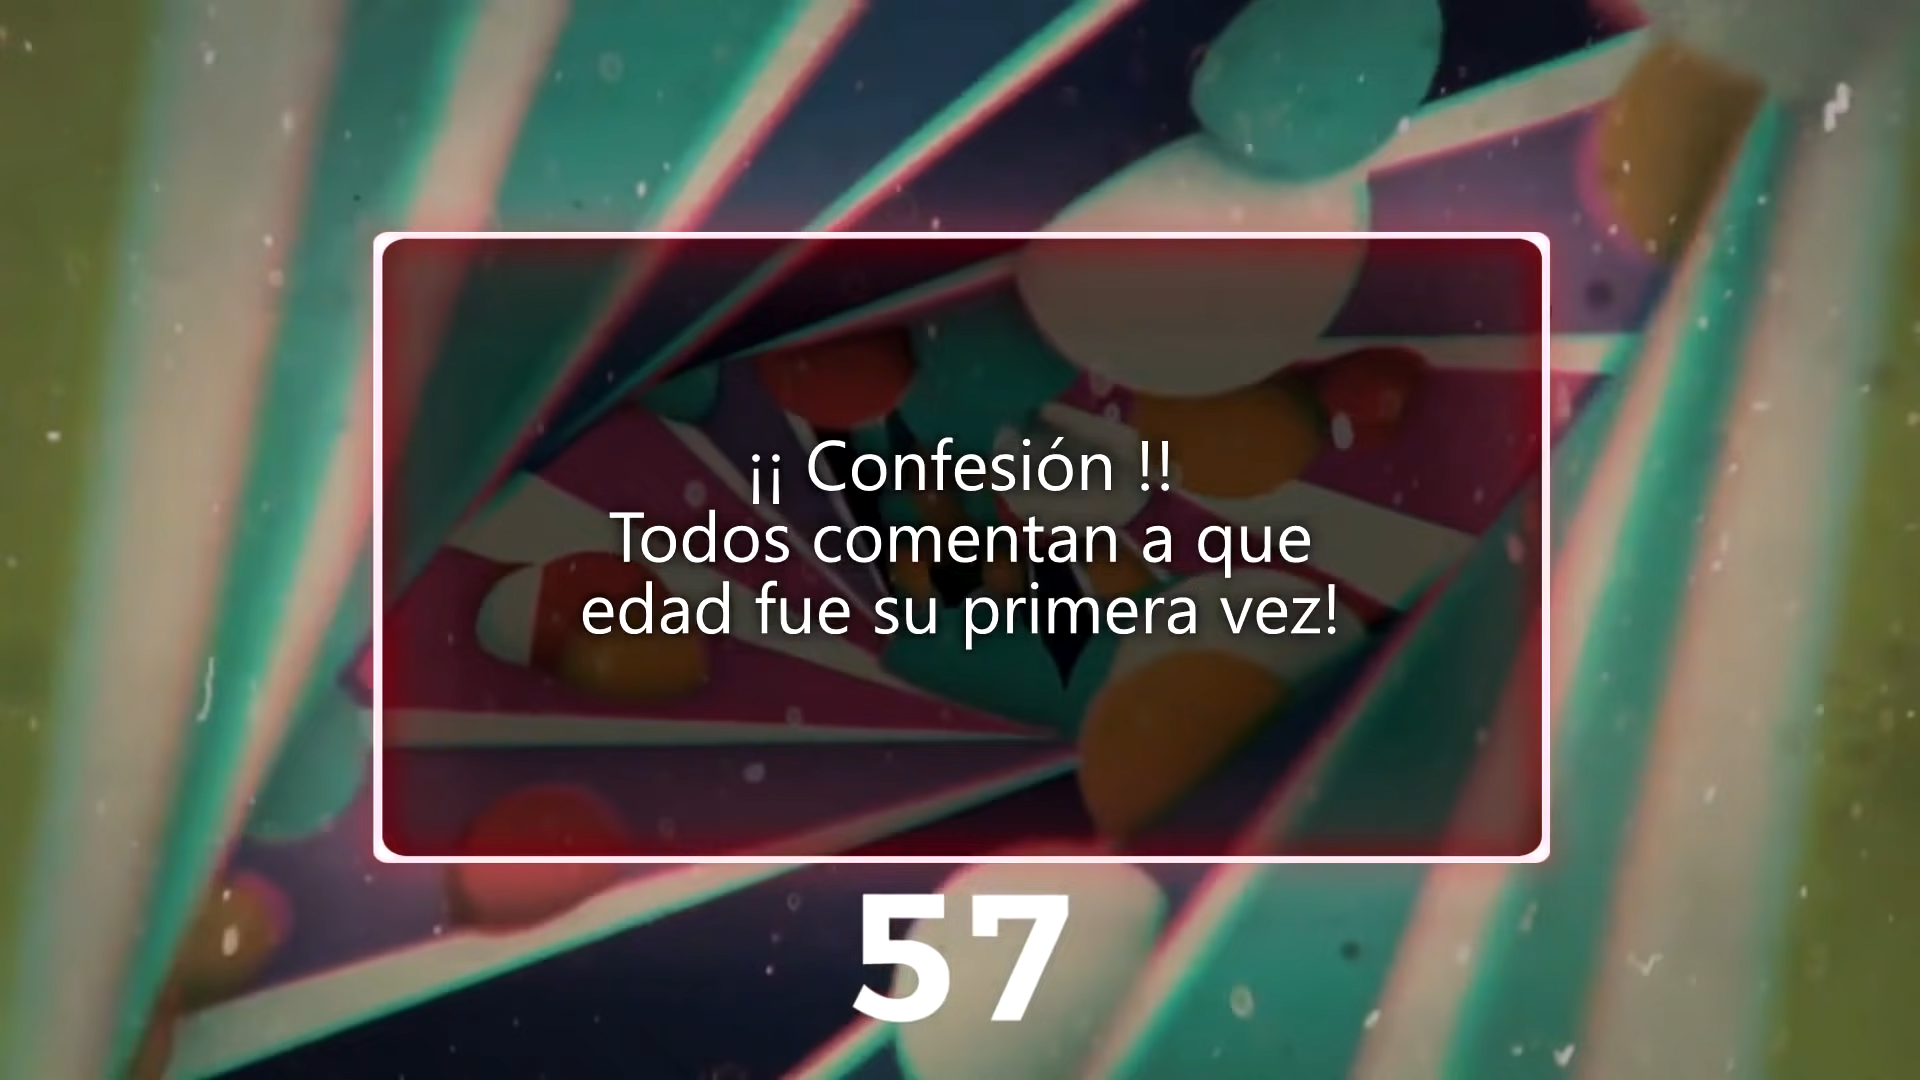 ¡¡ Confesión !!
Todos comentan a que
edad fue su primera vez!
57